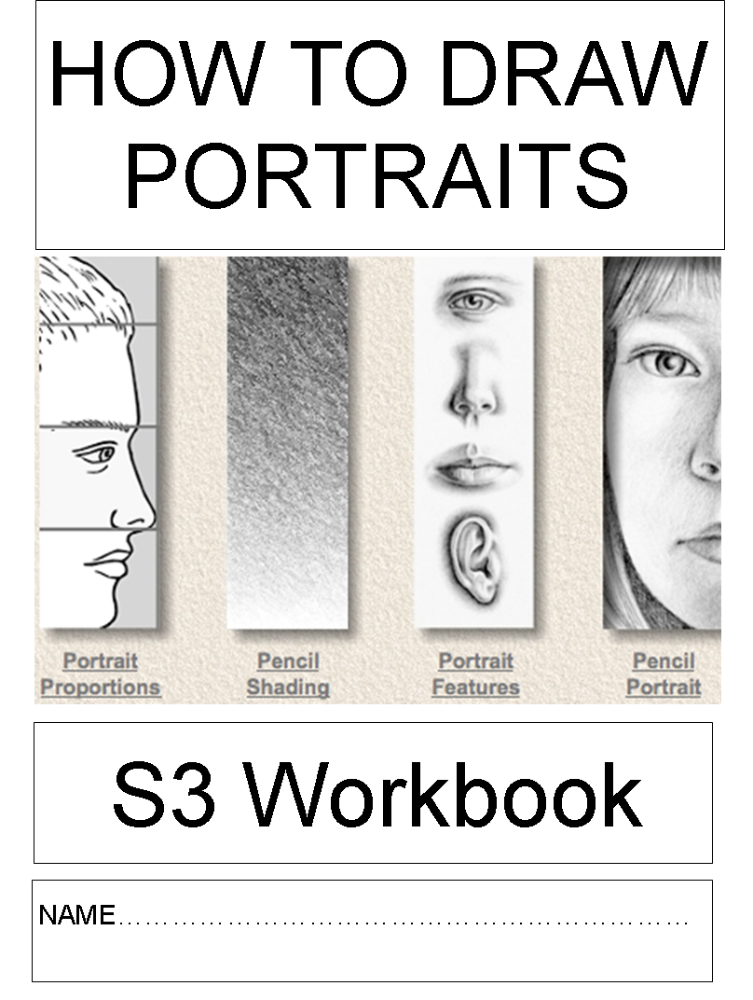 HOW TO DRAW
PORTRAITS
Portrait Proportions
Pencil Shading
Portrait Features
Pencil Portrait
S3 Workbook
NAME……………………………………………………